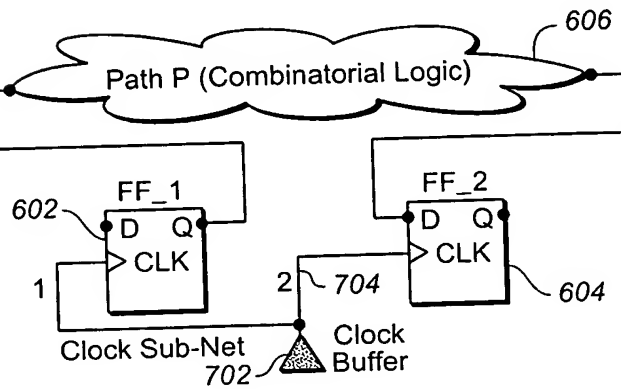 606
Path P (Combinatorial Logic)
FF_1
FF_2
602
D Q
D Q
CLK
CLK
1
2
704
604
Clock Sub-Net
Clock
Buffer
702